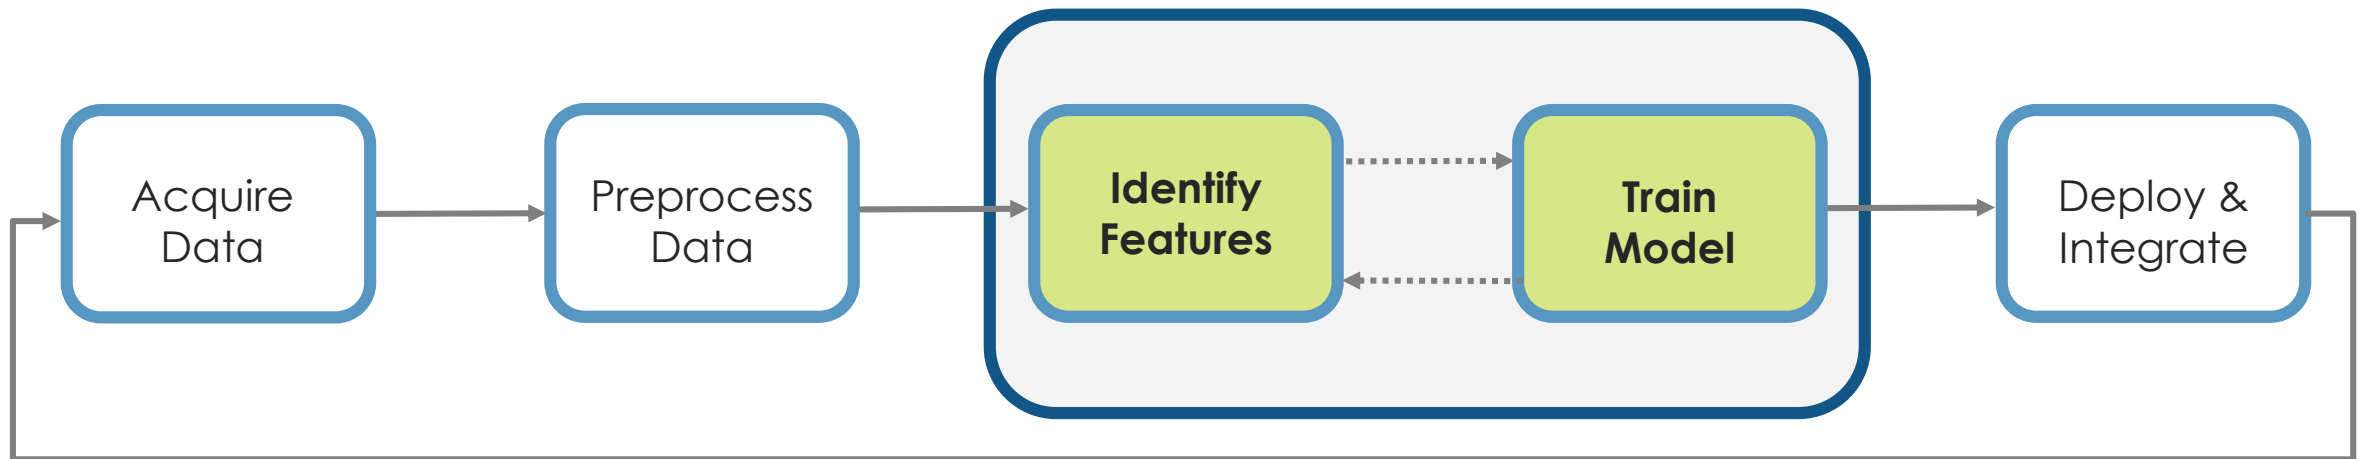 Acquire
Data
Preprocess
Data
Identify
Features
Train
Model
Deploy &
Integrate